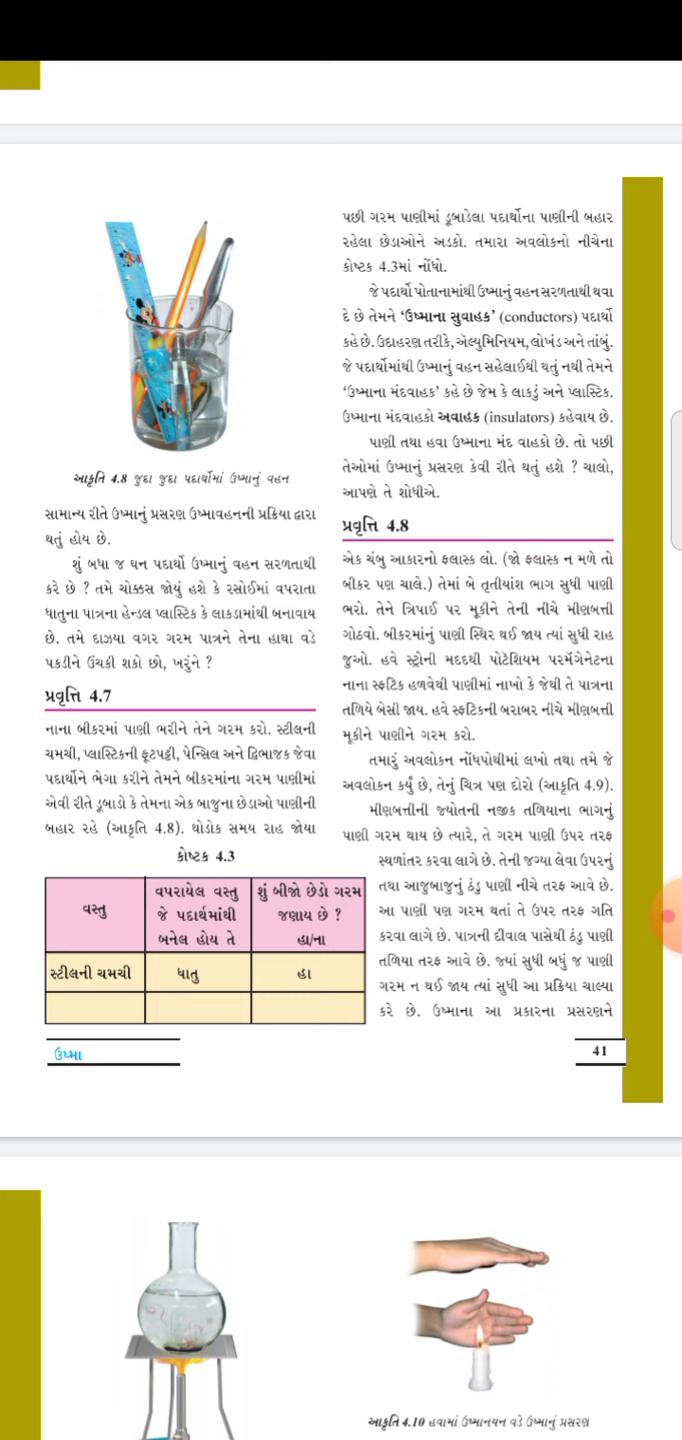 આકૃતિ 4.8 જુદા જુદા પદાર્થોમાં ઉષ્માનું વહન
સામાન્ય રીતે ઉષ્માનું પ્રસરણ ઉષ્માવહનની પ્રક્રિયા દ્વારા
થતું હોય છે.
શું બધા જ ઘન પદાર્થો ઉષ્માનું વહન સરળતાથી
કરે છે ? તમે ચોક્કસ જોયું હશે કે રસોઈમાં વપરાતા
ધાતુના પાત્રના હેન્ડલ પ્લાસ્ટિક કે લાકડામાંથી બનાવાય
છે. તમે દાઝ્યા વગર ગરમ પાત્રને તેના હાથા વડે
પકડીને ઉંચકી શકો છો, ખરુંને ?
પ્રવૃત્તિ 4.7
નાના બીકરમાં પાણી ભરીને તેને ગરમ કરો. સ્ટીલની
ચમચી, પ્લાસ્ટિકની ફૂટપટ્ટી, પેન્સિલ અને દ્વિભાજક જેવા
પદાર્થોને ભેગા કરીને તેમને બીકરમાંના ગરમ પાણીમાં
એવી રીતે ડૂબાડો કે તેમના એક બાજુના છેડાઓ પાણીની
બહાર રહે (આકૃતિ 4.8). થોડોક સમય રાહ જોયા
કોષ્ટક 4.3
વસ્તુ
વપરાયેલ વસ્તુ
જે પદાર્થમાંથી
બનેલ હોય તે
શું બીજો છેડો ગરમ
જણાય છે ?
હા/ના
સ્ટીલની ચમચી
ધાતુ
હા
પછી ગરમ પાણીમાં ડૂબાડેલા પદાર્થોના પાણીની બહાર
રહેલા છેડાઓને અડકો. તમારા અવલોકનો નીચેના
કોષ્ટક 4.3માં નોંધો.
જે પદાર્થો પોતાનામાંથી ઉષ્માનું વહન સરળતાથી થવા
દે છે તેમને ‘ઉષ્માના સુવાહક’ (conductors) પદાર્થો
કહે છે. ઉદાહરણ તરીકે, ઍલ્યુમિનિયમ, લોખંડ અને તાંબું.
જે પદાર્થોમાંથી ઉષ્માનું વહન સહેલાઈથી થતું નથી તેમને
‘ઉષ્માના મંદવાહક’ કહે છે જેમ કે લાકડું અને પ્લાસ્ટિક.
ઉષ્માના મંદવાહકો અવાહક (insulators) કહેવાય છે.
પાણી તથા હવા ઉષ્માના મંદ વાહકો છે. તો પછી
તેઓમાં ઉષ્માનું પ્રસરણ કેવી રીતે થતું હશે ? ચાલો,
આપણે તે શોધીએ.
પ્રવૃત્તિ 4.8
એક ચંબુ આકારનો ફ્લાસ્ક લો. (જો ફ્લાસ્ક ન મળે તો
બીકર પણ ચાલે.) તેમાં બે તૃતીયાંશ ભાગ સુધી પાણી
ભરો. તેને ત્રિપાઈ પર મૂકીને તેની નીચે મીણબત્તી
ગોઠવો. બીકરમાંનું પાણી સ્થિર થઈ જાય ત્યાં સુધી રાહ
જુઓ. હવે સ્ટ્રોની મદદથી પોટૅશિયમ પરમૅંગેનેટના
નાના સ્ફટિક હળવેથી પાણીમાં નાખો કે જેથી તે પાત્રના
તળિયે બેસી જાય. હવે સ્ફટિકની બરાબર નીચે મીણબત્તી
મૂકીને પાણીને ગરમ કરો.
તમારું અવલોકન નોંધપોથીમાં લખો તથા તમે જે
અવલોકન કર્યું છે, તેનું ચિત્ર પણ દોરો (આકૃતિ 4.9).
મીણબત્તીની જ્યોતની નજીક તળિયાના ભાગનું
પાણી ગરમ થાય છે ત્યારે, તે ગરમ પાણી ઉપર તરફ
સ્થળાંતર કરવા લાગે છે. તેની જગ્યા લેવા ઉપરનું
તથા આજુબાજુનું ઠંડુ પાણી નીચે તરફ આવે છે.
આ પાણી પણ ગરમ થતાં તે ઉપર તરફ ગતિ
કરવા લાગે છે. પાત્રની દીવાલ પાસેથી ઠંડુ પાણી
તળિયા તરફ આવે છે. જ્યાં સુધી બધું જ પાણી
ગરમ ન થઈ જાય ત્યાં સુધી આ પ્રક્રિયા ચાલ્યા
કરે છે. ઉષ્માના આ પ્રકારના પ્રસરણને
ઉષ્મા
41
આકૃતિ 4.10 હવામાં ઉષ્માનયન વડે ઉષ્માનું પ્રસરણ